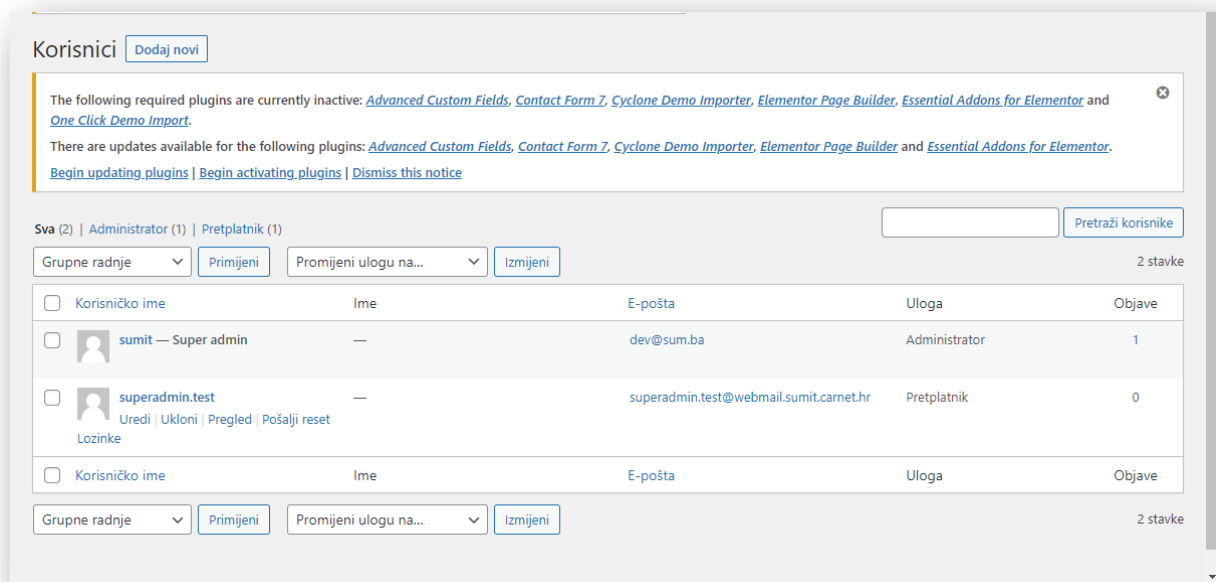 Korisnici Dodaj novi
The following required plugins are currently inactive: Advanced Custom Fields, Contact Form 7, Cyclone Demo Importer, Elementor Page Builder, Essential Addons for Elementor and
One Click Demo Import.
There are updates available for the following plugins: Advanced Custom Fields, Contact Form 7, Cyclone Demo Importer, Elementor Page Builder and Essential Addons for Elementor.
Begin updating plugins | Begin activating plugins | Dismiss this notice
Sva (2) | Administrator (1) | Pretplatnik (1)
Pretraži korisnike
Grupne radnje Primijeni Promijeni ulogu na... Izmijeni 2 stavke
Korisničko ime Ime E-pošta Uloga Objave
sumit — Super admin — dev@sum.ba Administrator 1
superadmin.test — superadmin.test@webmail.sumit.carnet.hr Pretplatnik 0
Uredi | Ukloni | Pregled | Pošalji reset
Lozinke
Korisničko ime Ime E-pošta Uloga Objave
Grupne radnje Primijeni Promijeni ulogu na... Izmijeni 2 stavke